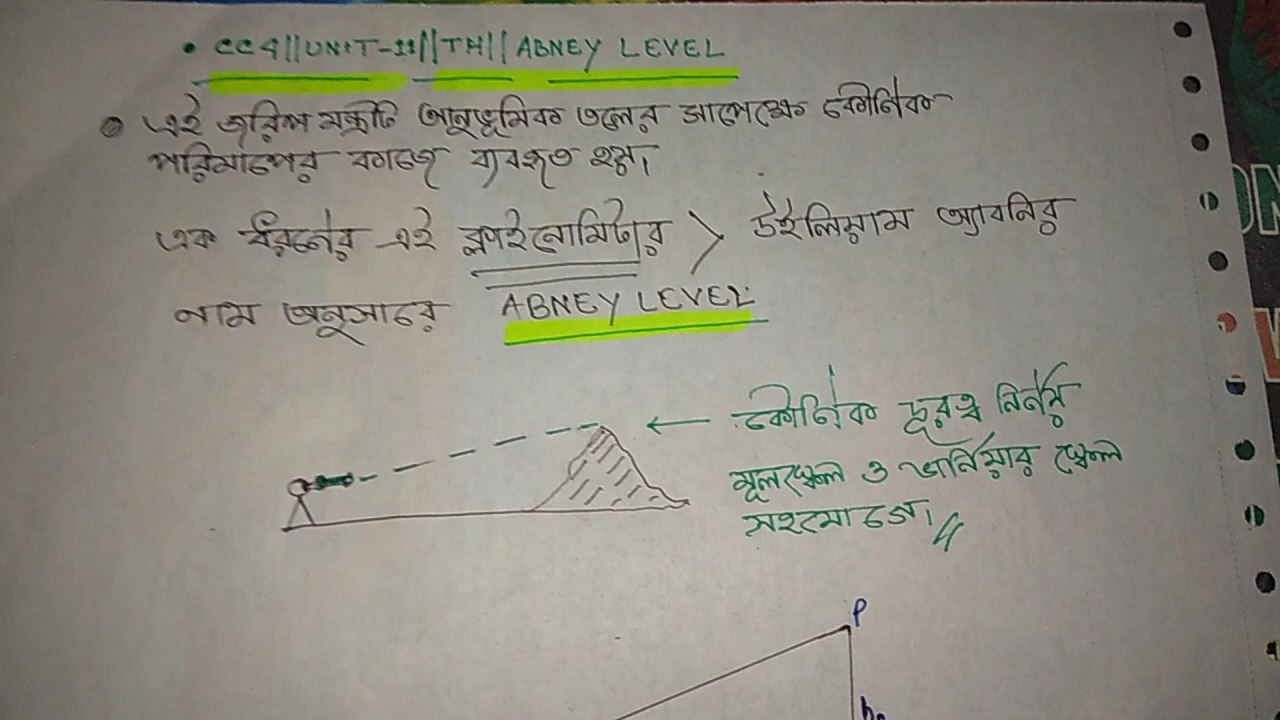 • CC4||UNIT-II||TH||ABNEY LEVEL
এই জরিপ যন্ত্রটি আনুভূমিক তলের সাপেক্ষে কৌণিক
পরিমাপের কাজে ব্যবহৃত হয়।
এক ধরনের এই ক্লাইনোমিটার > উইলিয়াম অ্যাবনির
নাম অনুসারে ABNEY LEVEL
← কৌণিক দূরত্ব নির্ণয়
মূলস্কেল ও ভার্নিয়ার স্কেল
সহযোগে।
P
h